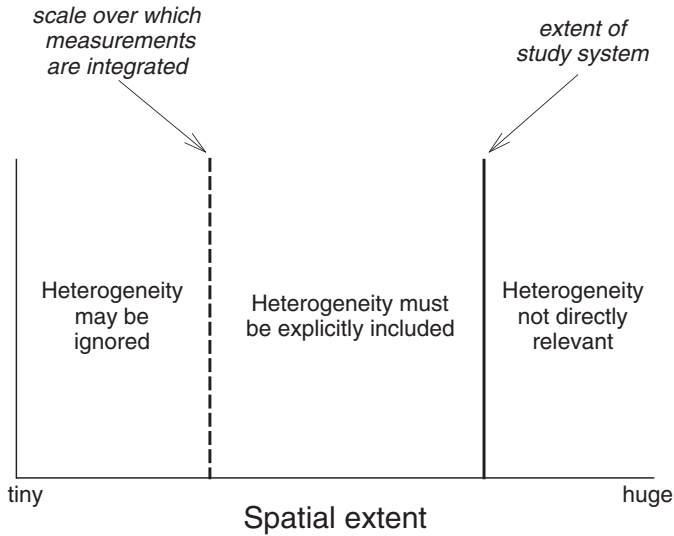 scale over which
measurements
are integrated
extent of
study system
Heterogeneity
may be
ignored
Heterogeneity must
be explicitly included
Heterogeneity
not directly
relevant
tiny
huge
Spatial extent